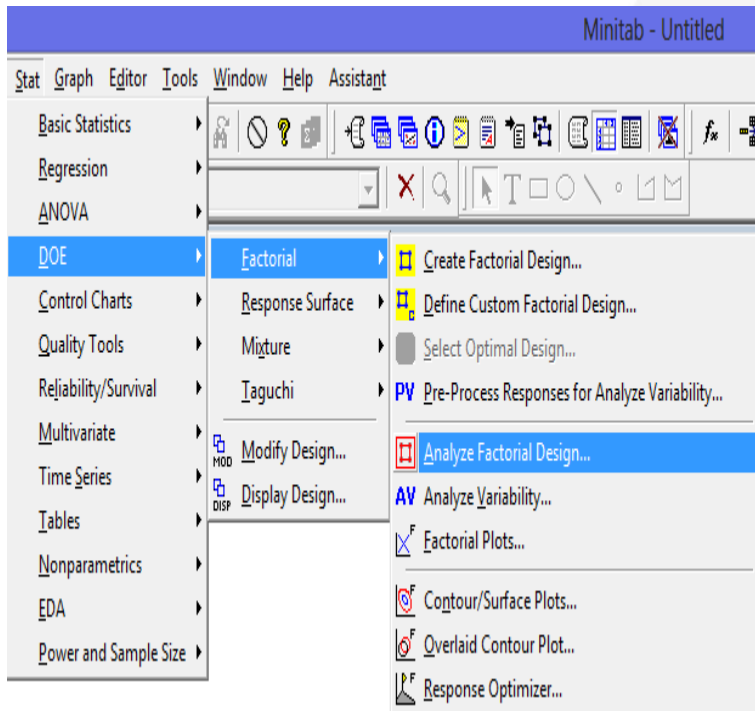 Minitab - Untitled
Stat Graph Editor Tools Window Help Assistant
Basic Statistics
Regression
ANOVA
DOE
Control Charts
Quality Tools
Reliability/Survival
Multivariate
Time Series
Tables
Nonparametrics
EDA
Power and Sample Size
Factorial
Response Surface
Mixture
Taguchi
MOD Modify Design...
DISP Display Design...
Create Factorial Design...
Define Custom Factorial Design...
Select Optimal Design...
PV Pre-Process Responses for Analyze Variability...
Analyze Factorial Design...
AV Analyze Variability...
F Factorial Plots...
F Contour/Surface Plots...
F Overlaid Contour Plot...
F Response Optimizer...